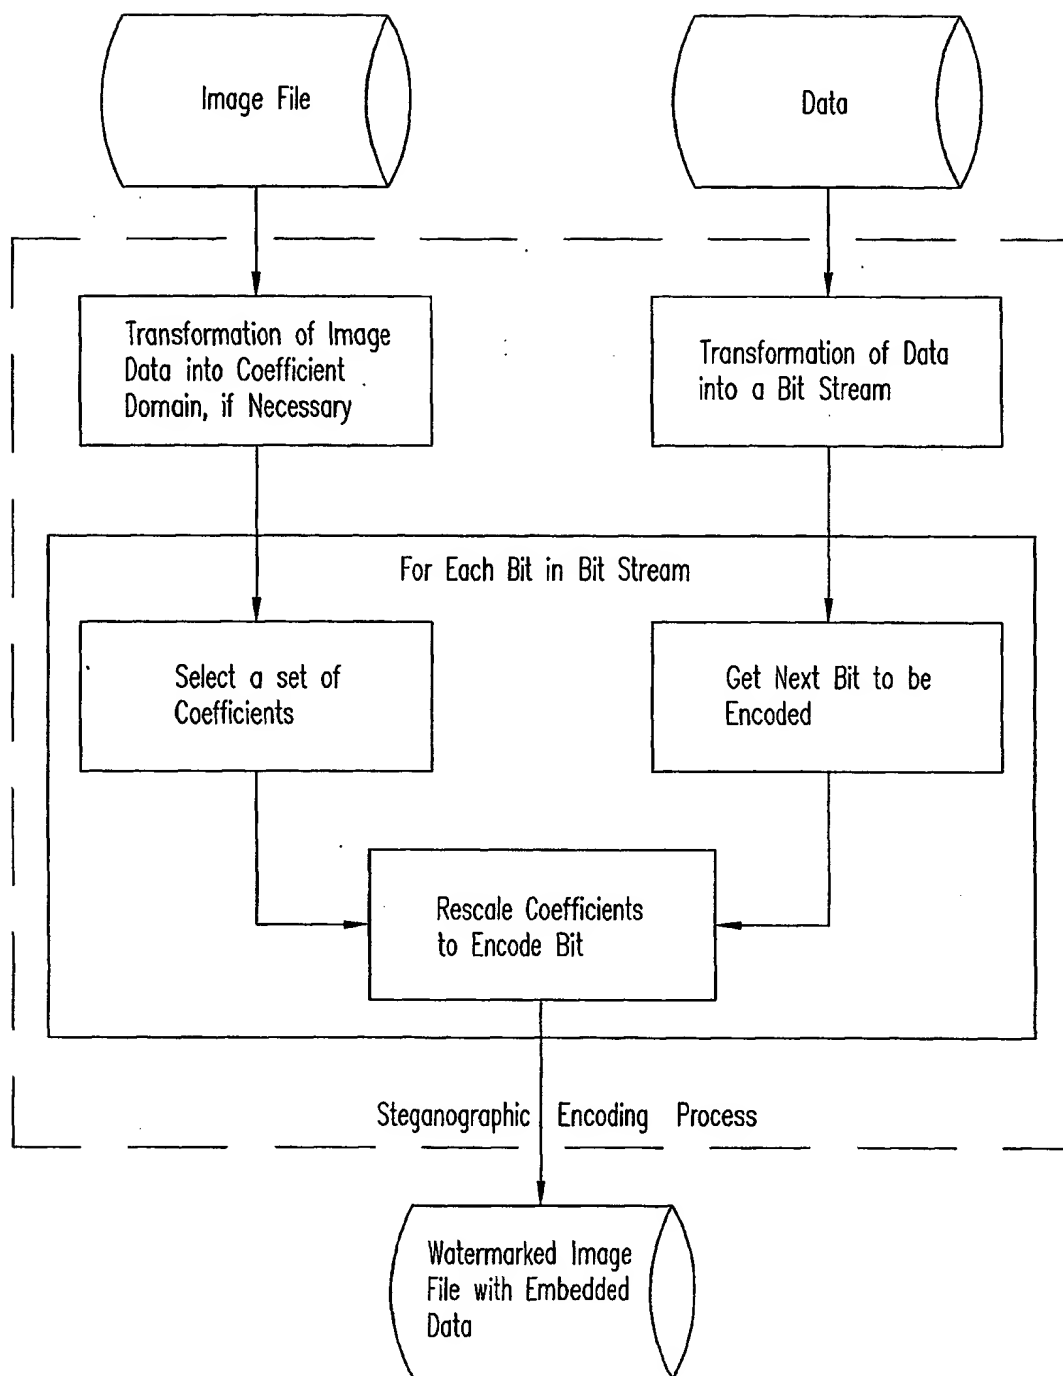 Image File
Data
Transformation of Image
Data into Coefficient
Domain, if Necessary
Transformation of Data
into a Bit Stream
For Each Bit in Bit Stream
Select a set of
Coefficients
Get Next Bit to be
Encoded
Rescale Coefficients
to Encode Bit
Steganographic Encoding Process
Watermarked Image
File with Embedded
Data